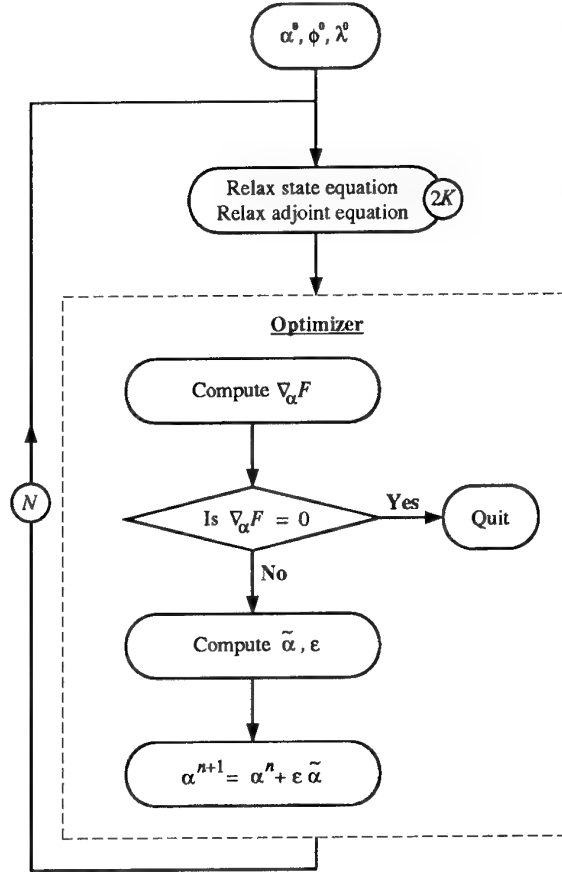 α⁰, ϕ⁰, λ⁰
Relax state equation
Relax adjoint equation
2K
Optimizer
Compute ∇αF
Is ∇αF = 0
Yes
Quit
N
No
Compute α̃, ε
αⁿ⁺¹ = αⁿ + ε α̃